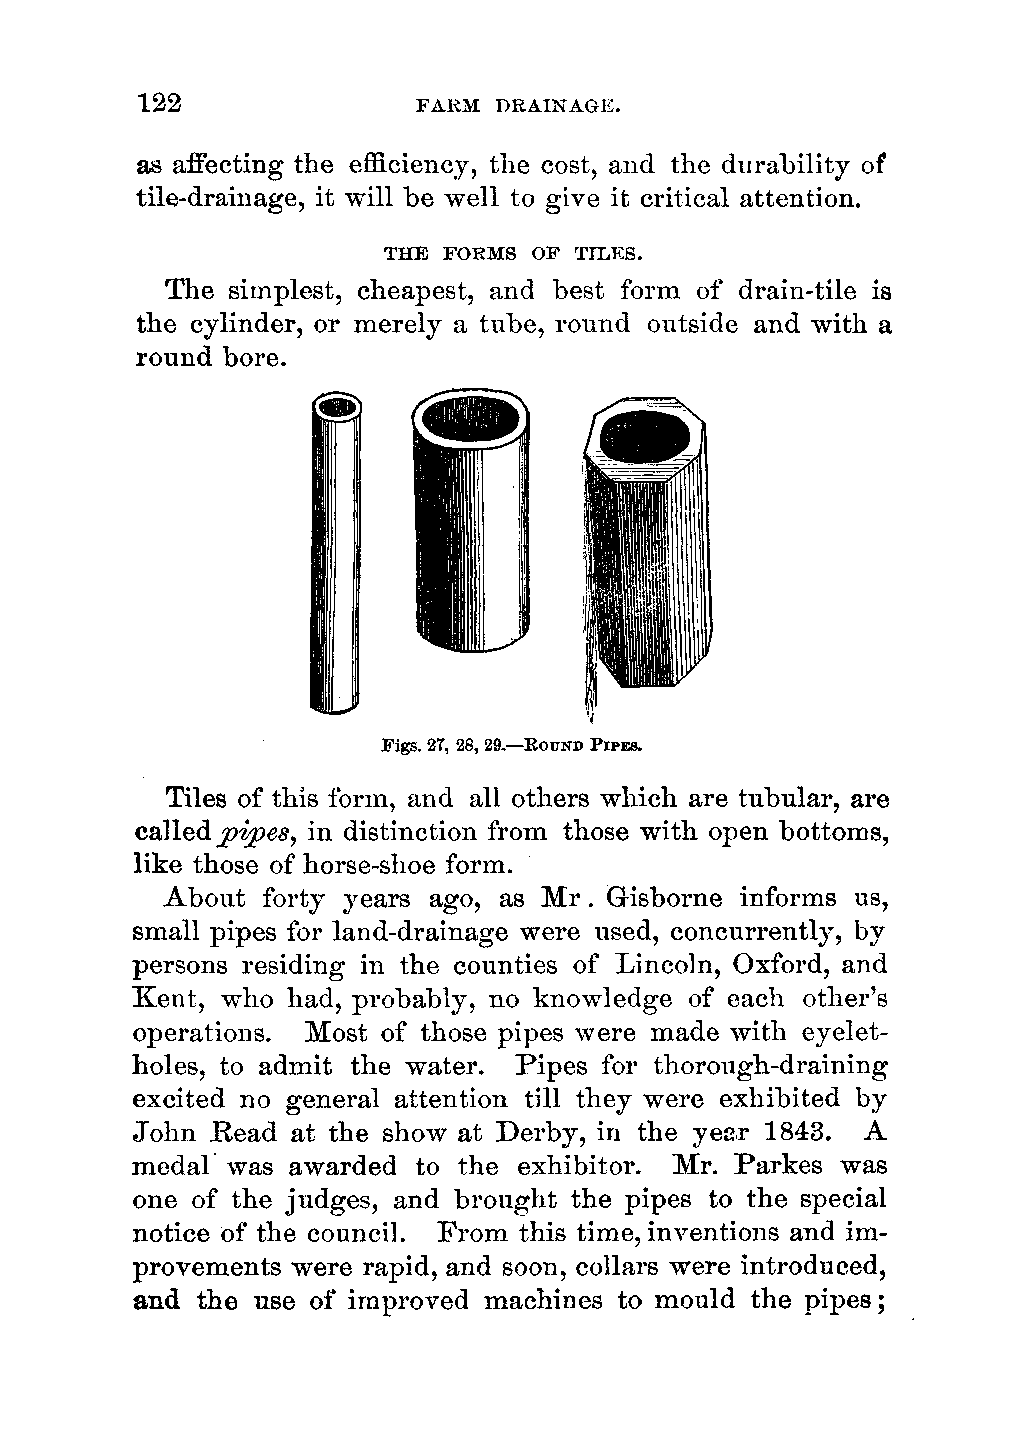 122 FARM DRAINAGE.
as affecting the efficiency, the cost, and the durability of
tile-drainage, it will be well to give it critical attention.
THE FORMS OF TILES.
The simplest, cheapest, and best form of drain-tile is
the cylinder, or merely a tube, round outside and with a
round bore.
Figs. 27, 28, 29.—ROUND PIPES.
Tiles of this form, and all others which are tubular, are
called pipes, in distinction from those with open bottoms,
like those of horse-shoe form.
About forty years ago, as Mr. Gisborne informs us,
small pipes for land-drainage were used, concurrently, by
persons residing in the counties of Lincoln, Oxford, and
Kent, who had, probably, no knowledge of each other's
operations. Most of those pipes were made with eyelet-
holes, to admit the water. Pipes for thorough-draining
excited no general attention till they were exhibited by
John Read at the show at Derby, in the year 1843. A
medal was awarded to the exhibitor. Mr. Parkes was
one of the judges, and brought the pipes to the special
notice of the council. From this time, inventions and im-
provements were rapid, and soon, collars were introduced,
and the use of improved machines to mould the pipes;